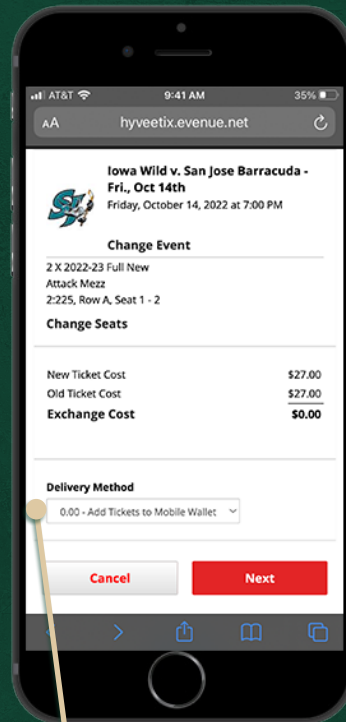 AT&T 9:41 AM 35%
AA hyveetix.evenue.net
Iowa Wild v. San Jose Barracuda -
Fri., Oct 14th
Friday, October 14, 2022 at 7:00 PM
SJ
Change Event
2 X 2022-23 Full New
Attack Mezz
2:225, Row A, Seat 1 - 2
Change Seats
New Ticket Cost $27.00
Old Ticket Cost $27.00
Exchange Cost $0.00
Delivery Method
0.00 - Add Tickets to Mobile Wallet
Cancel Next